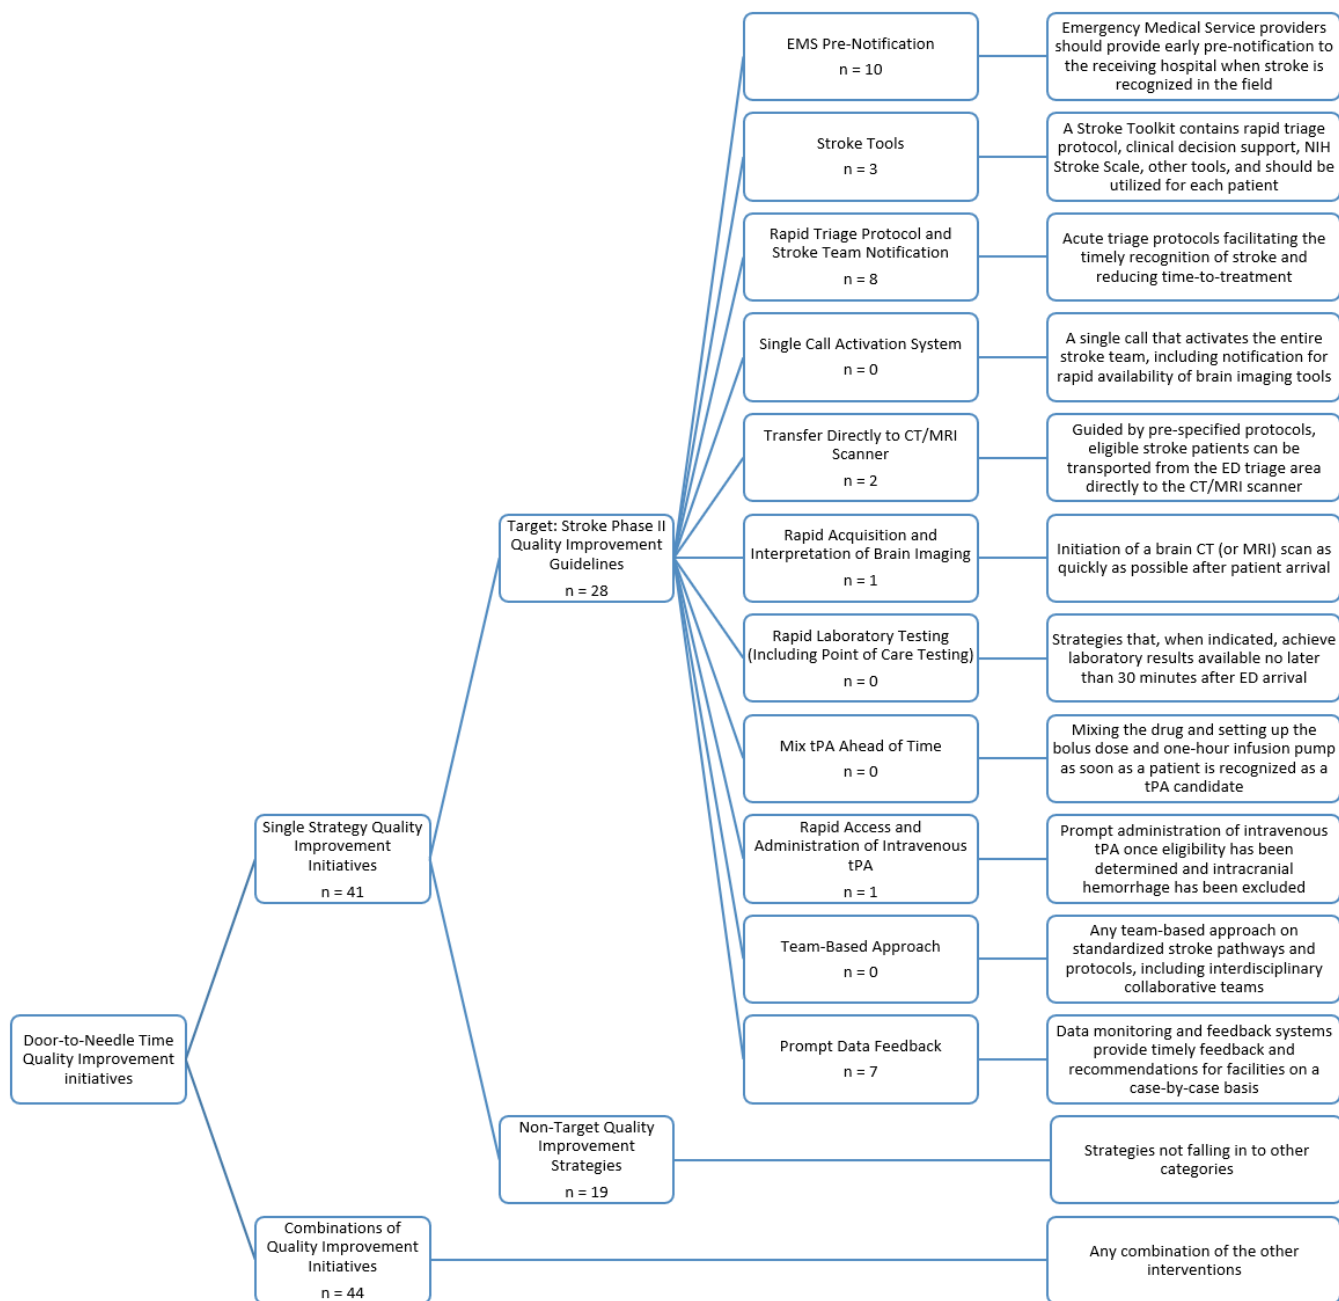 EMS Pre-Notification
n = 10
Emergency Medical Service providers
should provide early pre-notification to
the receiving hospital when stroke is
recognized in the field
Stroke Tools
n = 3
A Stroke Toolkit contains rapid triage
protocol, clinical decision support, NIH
Stroke Scale, other tools, and should be
utilized for each patient
Rapid Triage Protocol and
Stroke Team Notification
n = 8
Acute triage protocols facilitating the
timely recognition of stroke and
reducing time-to-treatment
Single Call Activation System
n = 0
A single call that activates the entire
stroke team, including notification for
rapid availability of brain imaging tools
Transfer Directly to CT/MRI
Scanner
n = 2
Guided by pre-specified protocols,
eligible stroke patients can be
transported from the ED triage area
directly to the CT/MRI scanner
Target: Stroke Phase II
Quality Improvement
Guidelines
n = 28
Rapid Acquisition and
Interpretation of Brain Imaging
n = 1
Initiation of a brain CT (or MRI) scan as
quickly as possible after patient arrival
Rapid Laboratory Testing
(Including Point of Care Testing)
n = 0
Strategies that, when indicated, achieve
laboratory results available no later
than 30 minutes after ED arrival
Mix tPA Ahead of Time
n = 0
Mixing the drug and setting up the
bolus dose and one-hour infusion pump
as soon as a patient is recognized as a
tPA candidate
Single Strategy Quality
Improvement
Initiatives
n = 41
Rapid Access and
Administration of Intravenous
tPA
n = 1
Prompt administration of intravenous
tPA once eligibility has been
determined and intracranial
hemorrhage has been excluded
Team-Based Approach
n = 0
Any team-based approach on
standardized stroke pathways and
protocols, including interdisciplinary
collaborative teams
Door-to-Needle Time
Quality Improvement
initiatives
Prompt Data Feedback
n = 7
Data monitoring and feedback systems
provide timely feedback and
recommendations for facilities on a
case-by-case basis
Non-Target Quality
Improvement
Strategies
n = 19
Strategies not falling in to other
categories
Combinations of
Quality Improvement
Initiatives
n = 44
Any combination of the other
interventions